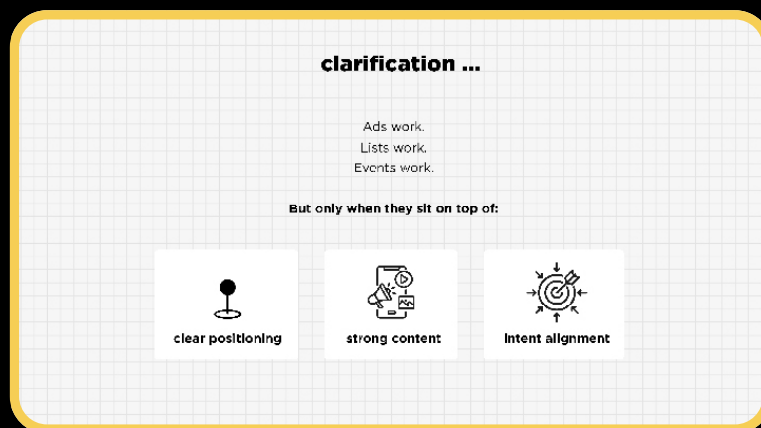 clarification ...
Ads work.
Lists work.
Events work.
But only when they sit on top of:
clear positioning
strong content
intent alignment